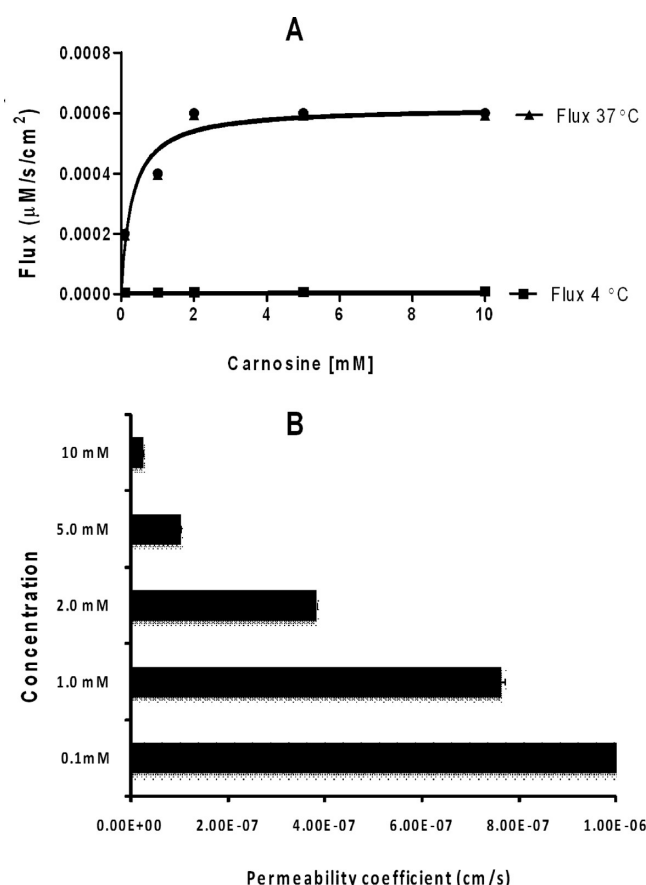 A
0.0008
0.0006
0.0004
0.0002
0.0000
Flux (μM/s/cm²)
0 2 4 6 8 10
Carnosine [mM]
Flux 37 °C
Flux 4 °C
B
10 mM
5.0 mM
2.0 mM
1.0 mM
0.1mM
Concentration
0.00E+00 2.00E-07 4.00E-07 6.00E-07 8.00E-07 1.00E-06
Permeability coefficient (cm/s)